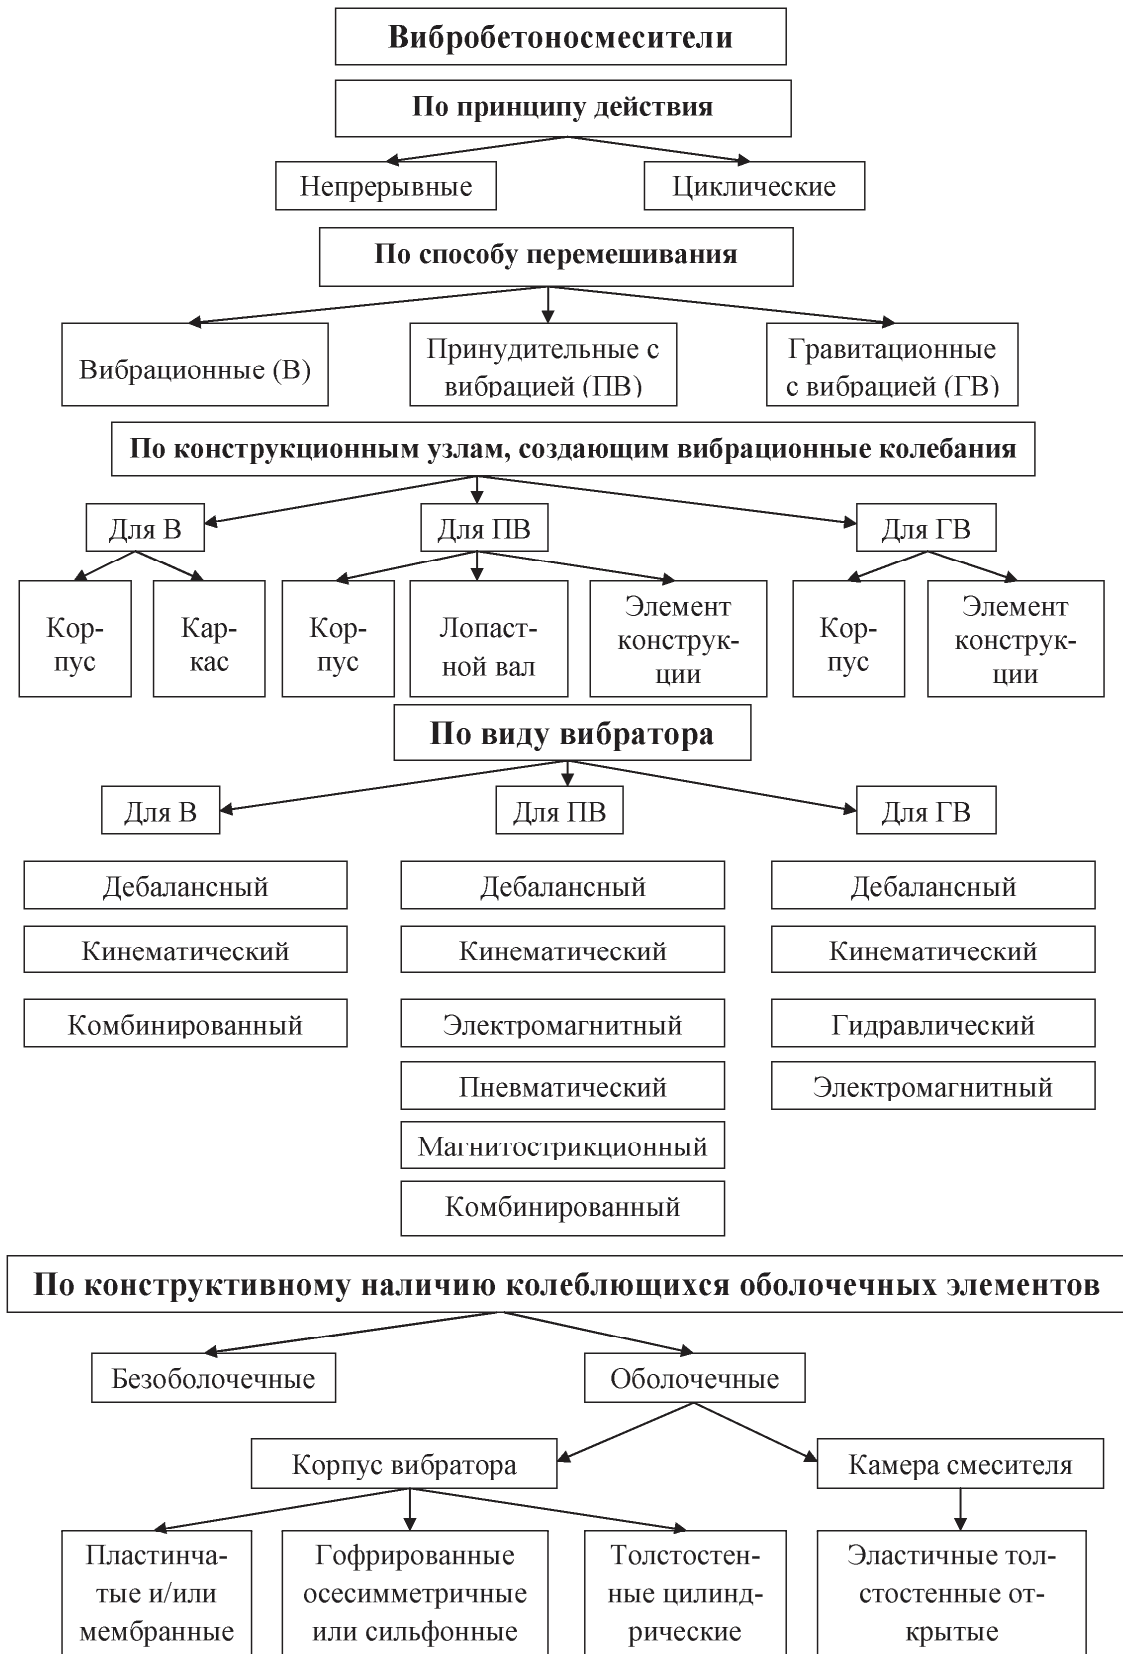 Вибробетоносмесители
По принципу действия
Непрерывные
Циклические
По способу перемешивания
Вибрационные (В)
Принудительные с
вибрацией (ПВ)
Гравитационные
с вибрацией (ГВ)
По конструкционным узлам, создающим вибрационные колебания
Для В
Для ПВ
Для ГВ
Кор-
пус
Кар-
кас
Кор-
пус
Лопаст-
ной вал
Элемент
конструк-
ции
Кор-
пус
Элемент
конструк-
ции
По виду вибратора
Для В
Для ПВ
Для ГВ
Дебалансный
Дебалансный
Дебалансный
Кинематический
Кинематический
Кинематический
Комбинированный
Электромагнитный
Гидравлический
Пневматический
Электромагнитный
Магнитострикционный
Комбинированный
По конструктивному наличию колеблющихся оболочечных элементов
Безоболочечные
Оболочечные
Корпус вибратора
Камера смесителя
Пластинча-
тые и/или
мембранные
Гофрированные
осесимметричные
или сильфонные
Толстостен-
ные цилинд-
рические
Эластичные тол-
стостенные от-
крытые